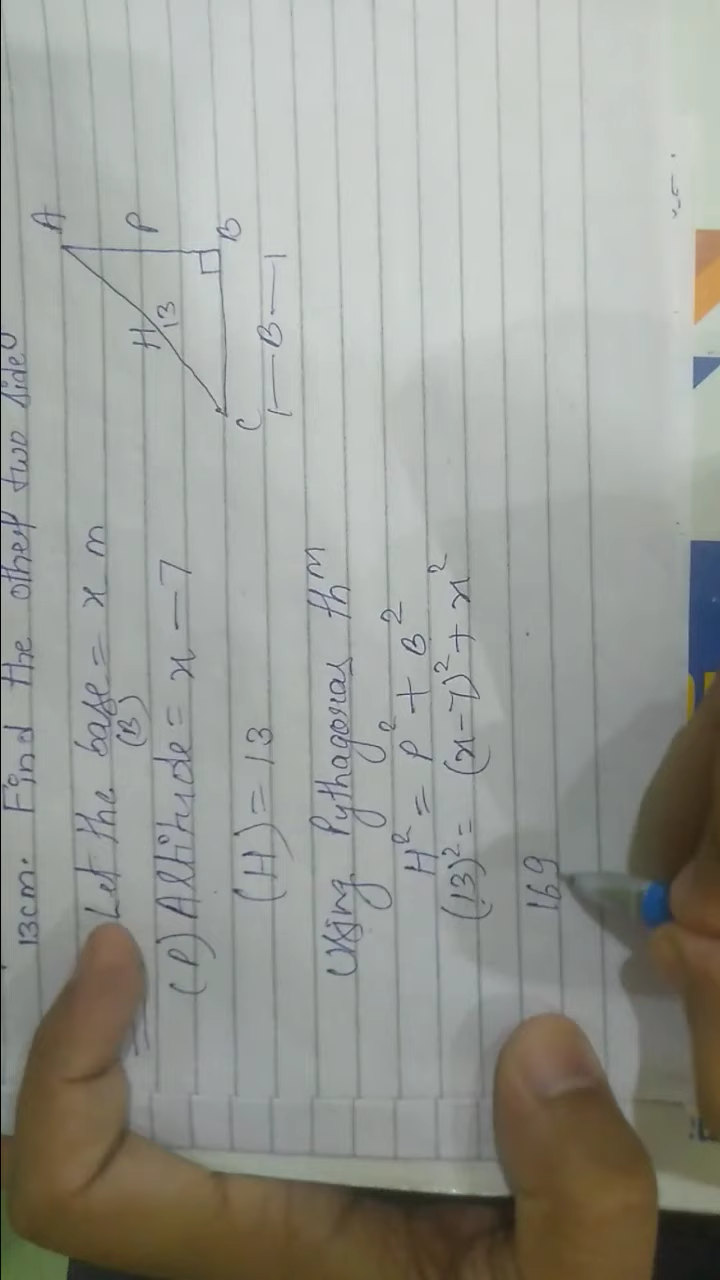 13cm. Find the other two side
Let the base = x m
(B)
(P) Altitude = x - 7
(H) = 13
A
P
H
13
B
C
|— B —|
Using Pythagoras thm
H² = P² + B²
(13)² = (x-7)² + x²
169